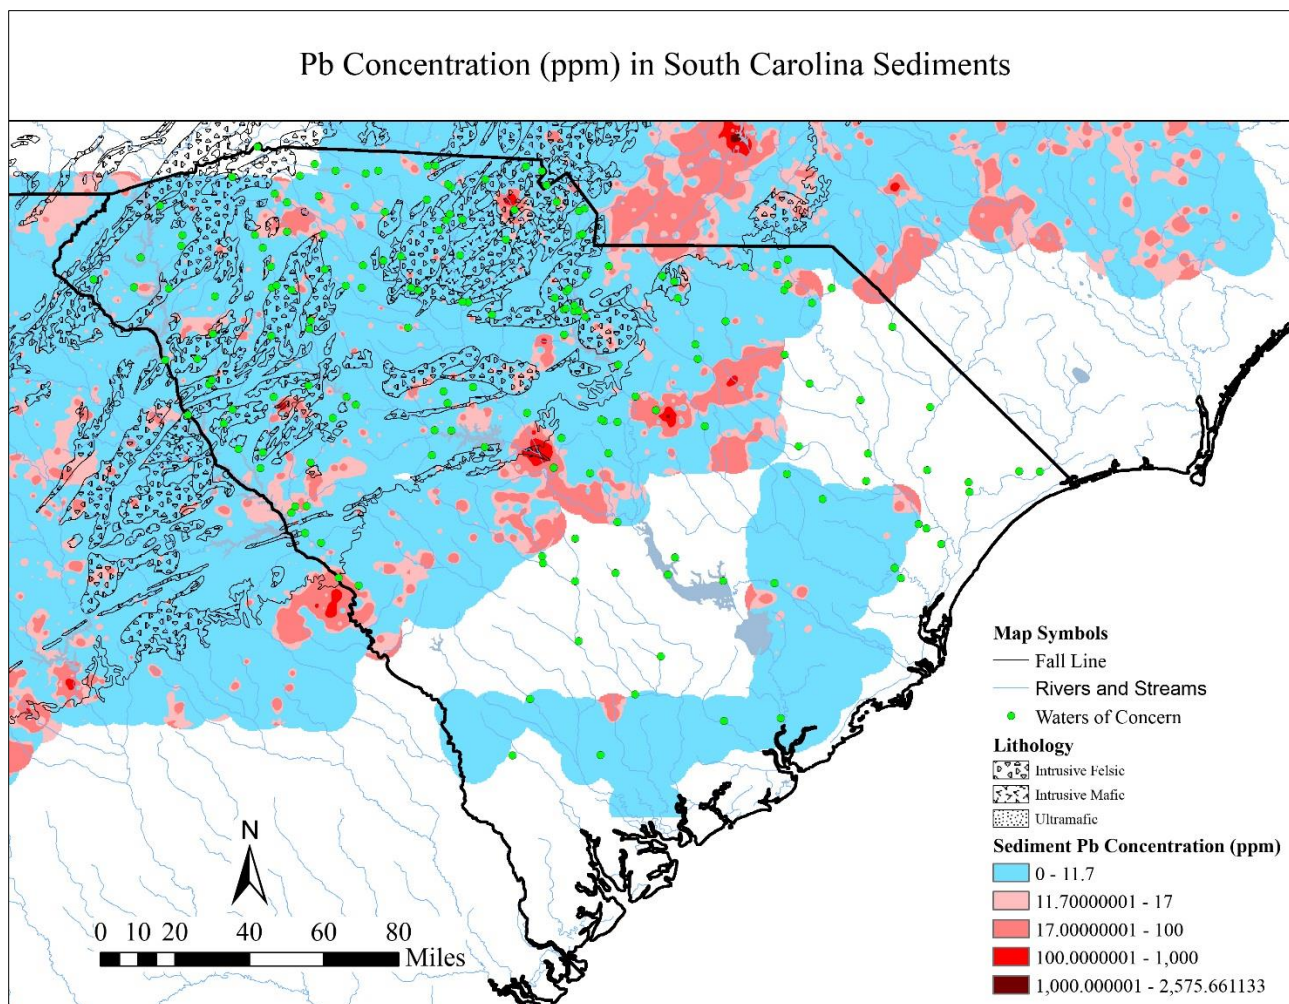 Pb Concentration (ppm) in South Carolina Sediments
Map Symbols
Fall Line
Rivers and Streams
Waters of Concern
Lithology
Intrusive Felsic
Intrusive Mafic
Ultramafic
Sediment Pb Concentration (ppm)
0 - 11.7
11.70000001 - 17
17.00000001 - 100
100.0000001 - 1,000
1,000.000001 - 2,575.661133
N
0 10 20 40 60 80
Miles